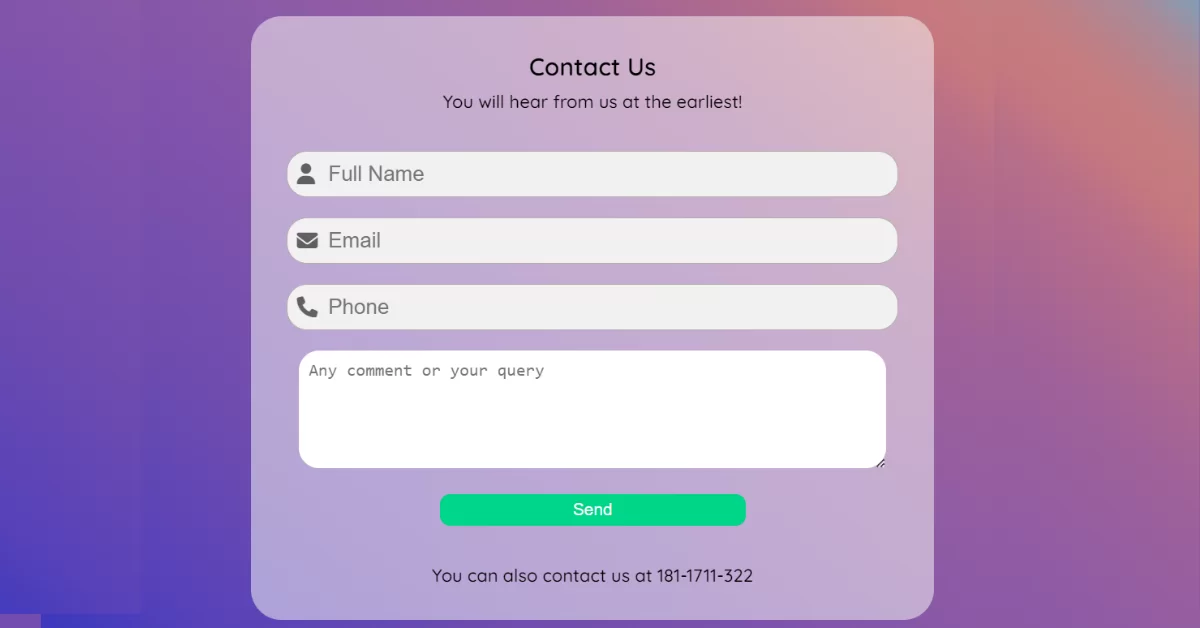 Contact Us
You will hear from us at the earliest!
Full Name
Email
Phone
Any comment or your query
Send
You can also contact us at 181-1711-322